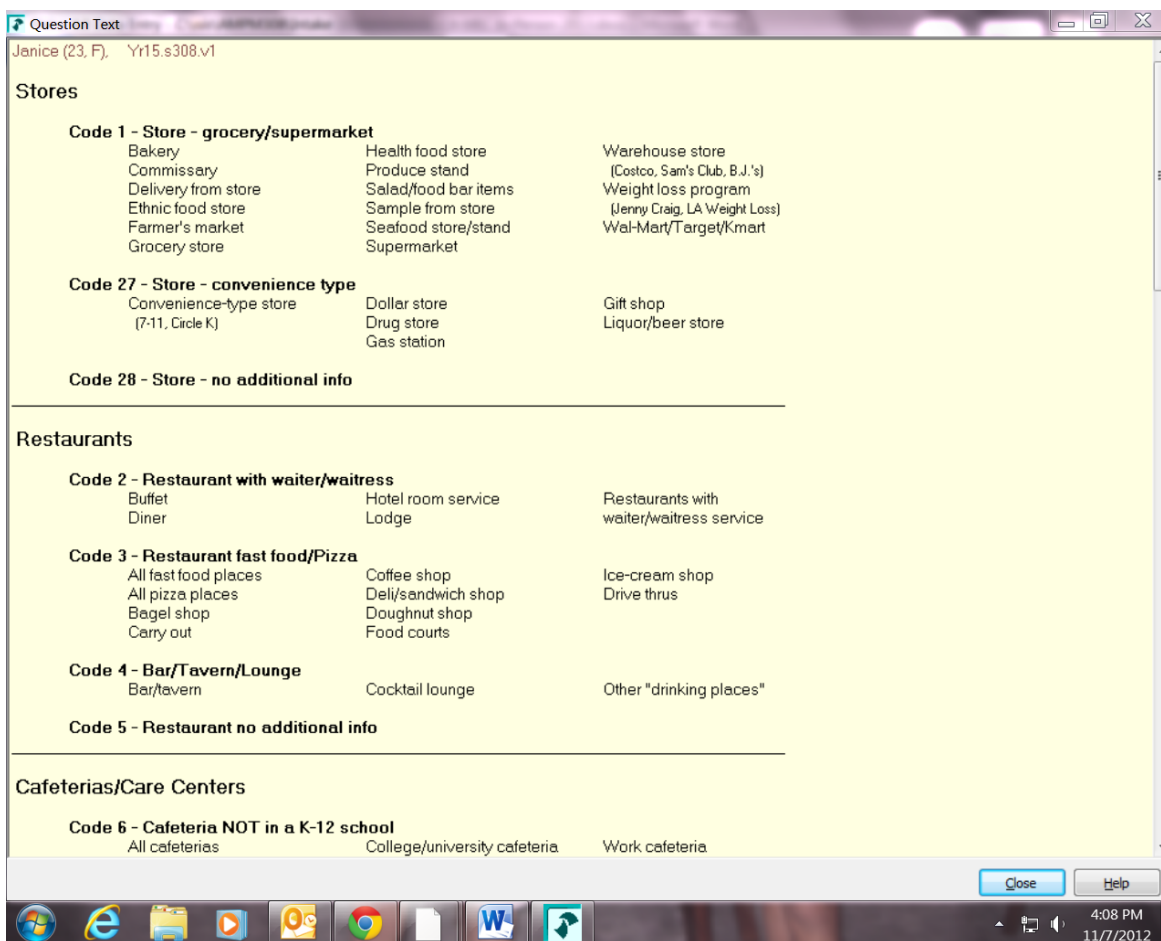 Question Text
Janice (23, F), Yr15.s308.v1
Stores
Code 1 - Store - grocery/supermarket
Bakery Health food store Warehouse store
Commissary Produce stand (Costco, Sam's Club, B.J.'s)
Delivery from store Salad/food bar items Weight loss program
Ethnic food store Sample from store (Jenny Craig, LA Weight Loss)
Farmer's market Seafood store/stand Wal-Mart/Target/Kmart
Grocery store Supermarket
Code 27 - Store - convenience type
Convenience-type store Dollar store Gift shop
(7-11, Circle K) Drug store Liquor/beer store
Gas station
Code 28 - Store - no additional info
Restaurants
Code 2 - Restaurant with waiter/waitress
Buffet Hotel room service Restaurants with
Diner Lodge waiter/waitress service
Code 3 - Restaurant fast food/Pizza
All fast food places Coffee shop Ice-cream shop
All pizza places Deli/sandwich shop Drive thrus
Bagel shop Doughnut shop
Carry out Food courts
Code 4 - Bar/Tavern/Lounge
Bar/tavern Cocktail lounge Other "drinking places"
Code 5 - Restaurant no additional info
Cafeterias/Care Centers
Code 6 - Cafeteria NOT in a K-12 school
All cafeterias College/university cafeteria Work cafeteria
Close Help
4:08 PM
11/7/2012